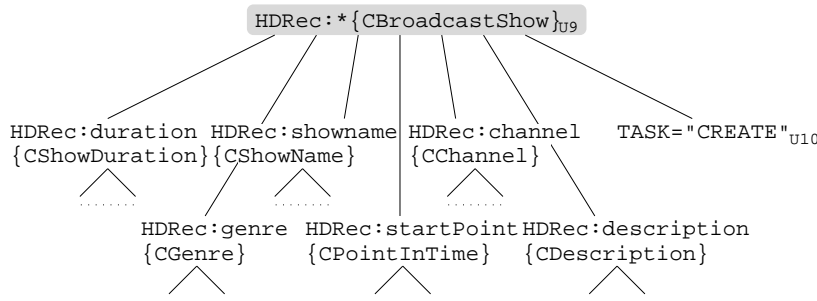 HDRec:*{CBroadcastShow}U9
HDRec:duration HDRec:showname HDRec:channel TASK="CREATE"U10
{CShowDuration} {CShowName} {CChannel}
HDRec:genre HDRec:startPoint HDRec:description
{CGenre} {CPointInTime} {CDescription}